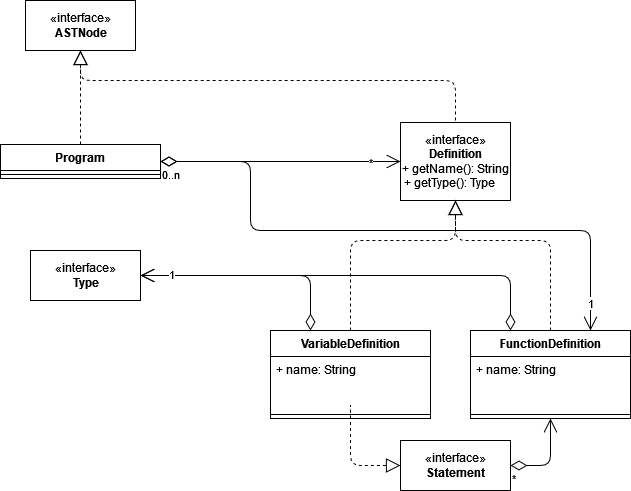 «interface»
ASTNode
Program
0..n
*
«interface»
Definition
+ getName(): String
+ getType(): Type
«interface»
Type
1
1
VariableDefinition
+ name: String
FunctionDefinition
+ name: String
«interface»
Statement
*